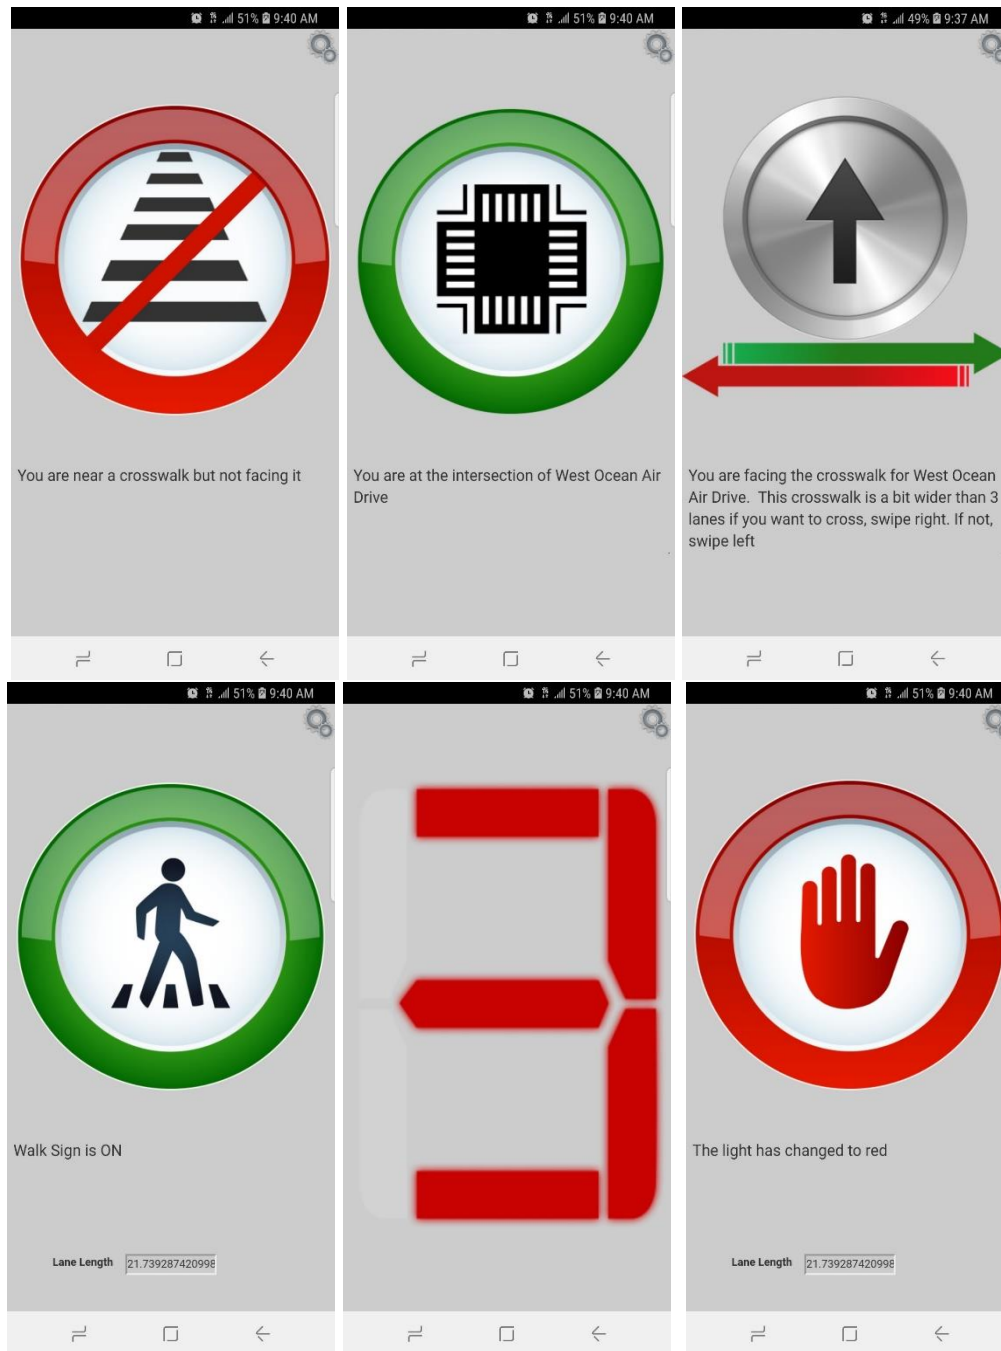 51% 9:40 AM
You are near a crosswalk but not facing it
51% 9:40 AM
You are at the intersection of West Ocean Air
Drive
49% 9:37 AM
You are facing the crosswalk for West Ocean
Air Drive.  This crosswalk is a bit wider than 3
lanes if you want to cross, swipe right. If not,
swipe left
51% 9:40 AM
Walk Sign is ON
Lane Length 21.739287420998
51% 9:40 AM
3
51% 9:40 AM
The light has changed to red
Lane Length 21.739287420998